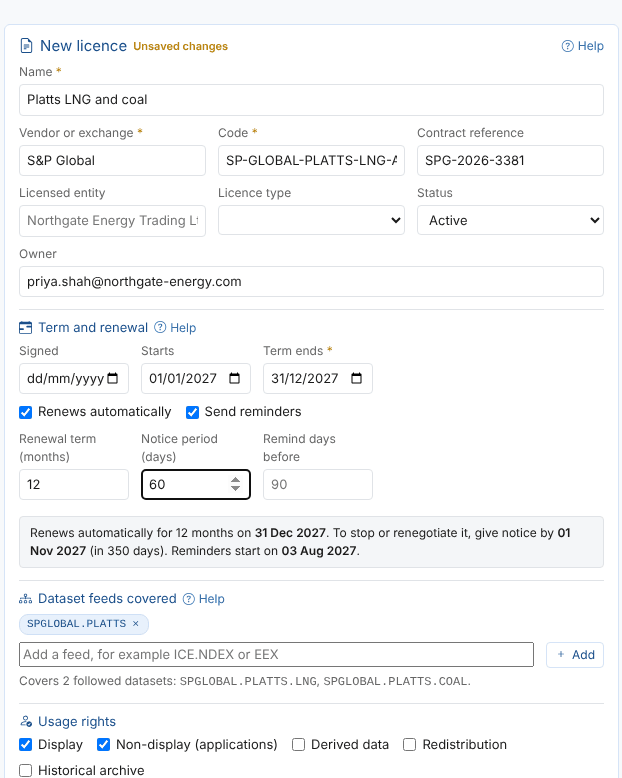 New licence Unsaved changes Help
Name *
Platts LNG and coal
Vendor or exchange * Code * Contract reference
S&P Global SP-GLOBAL-PLATTS-LNG-A SPG-2026-3381
Licensed entity Licence type Status
Northgate Energy Trading Lt Active
Owner
priya.shah@northgate-energy.com
Term and renewal Help
Signed Starts Term ends *
dd/mm/yyyy 01/01/2027 31/12/2027
Renews automatically Send reminders
Renewal term Notice period Remind days
(months) (days) before
12 60 90
Renews automatically for 12 months on 31 Dec 2027. To stop or renegotiate it, give notice by 01
Nov 2027 (in 350 days). Reminders start on 03 Aug 2027.
Dataset feeds covered Help
SPGLOBAL.PLATTS ×
Add a feed, for example ICE.NDEX or EEX + Add
Covers 2 followed datasets: SPGLOBAL.PLATTS.LNG, SPGLOBAL.PLATTS.COAL.
Usage rights
Display Non-display (applications) Derived data Redistribution
Historical archive